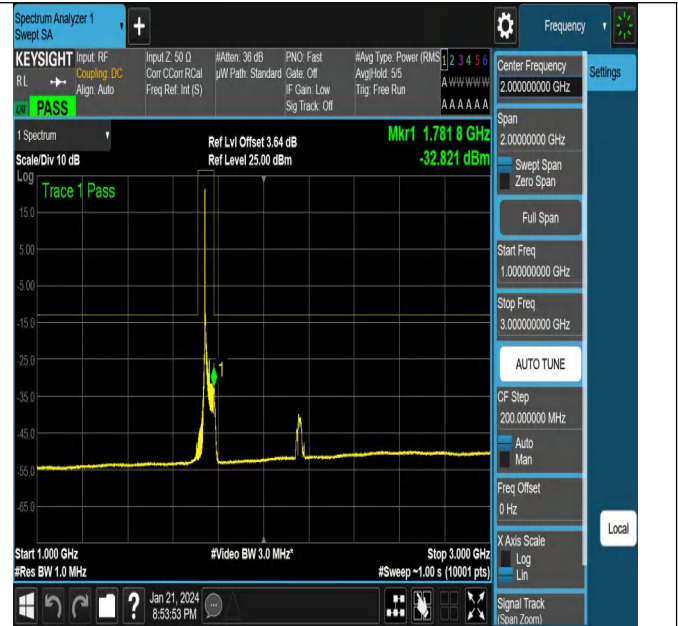 Spectrum Analyzer 1
Swept SA
Frequency
KEYSIGHT
RL
PASS
Input: RF
Coupling: DC
Align: Auto
Input Z: 50 Ω
Corr CCorr RCal
Freq Ref: Int (S)
#Atten: 36 dB
µW Path: Standard
PNO: Fast
Gate: Off
IF Gain: Low
Sig Track: Off
#Avg Type: Power (RMS
Avg|Hold: 5/5
Trig: Free Run
1 2 3 4 5 6
A W W W W W
A A A A A A
1 Spectrum
Scale/Div 10 dB
Log
Ref Lvl Offset 3.64 dB
Ref Level 25.00 dBm
Mkr1 1.781 8 GHz
-32.821 dBm
Trace 1 Pass
15.0
5.00
-5.00
-15.0
-25.0
-35.0
-45.0
-55.0
-65.0
1
Start 1.000 GHz
#Res BW 1.0 MHz
#Video BW 3.0 MHz*
Stop 3.000 GHz
#Sweep ~1.00 s (10001 pts)
Jan 21, 2024
8:53:53 PM
?
Center Frequency
2.000000000 GHz
Settings
Span
2.00000000 GHz
Swept Span
Zero Span
Full Span
Start Freq
1.000000000 GHz
Stop Freq
3.000000000 GHz
AUTO TUNE
CF Step
200.000000 MHz
Auto
Man
Freq Offset
0 Hz
X Axis Scale
Log
Lin
Local
Signal Track
(Span Zoom)